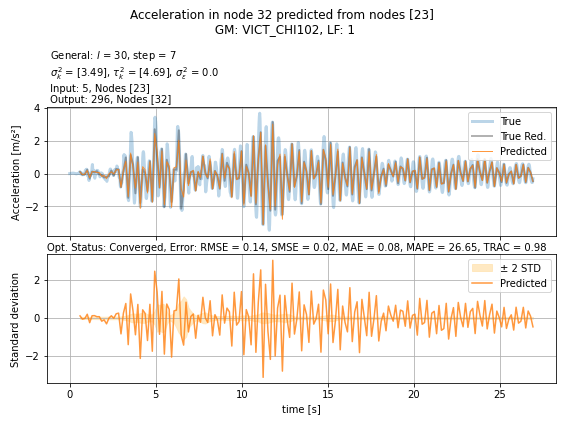 Acceleration in node 32 predicted from nodes [23]
GM: VICT_CHI102, LF: 1
General: l = 30, step = 7
σ²ₖ = [3.49], τ²ₖ = [4.69], σ²ε = 0.0
Input: 5, Nodes [23]
Output: 296, Nodes [32]
Acceleration [m/s²]
4
2
0
−2
True
True Red.
Predicted
Opt. Status: Converged, Error: RMSE = 0.14, SMSE = 0.02, MAE = 0.08, MAPE = 26.65, TRAC = 0.98
Standard deviation
2
0
−2
± 2 STD
Predicted
0 5 10 15 20 25
time [s]